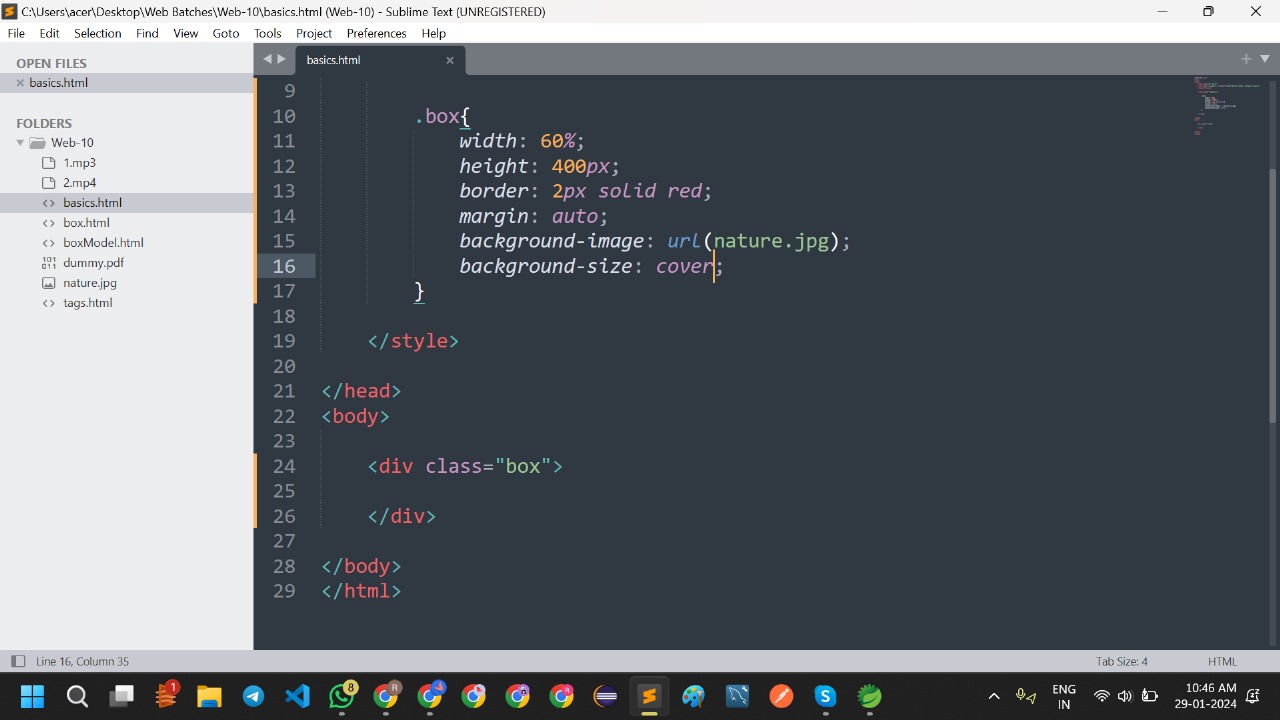 C:\Users\acer\Desktop\Web Batches\Web-10\basics.html (Web-10) - Sublime Text (UNREGISTERED)
File Edit Selection Find View Goto Tools Project Preferences Help
OPEN FILES
basics.html
FOLDERS
Web-10
1.mp3
2.mp4
basics.html
box.html
boxModel.html
dummy.pdf
nature.jpg
tags.html
basics.html
9
10 .box{
11 width: 60%;
12 height: 400px;
13 border: 2px solid red;
14 margin: auto;
15 background-image: url(nature.jpg);
16 background-size: cover;
17 }
18
19 </style>
20
21 </head>
22 <body>
23
24 <div class="box">
25
26 </div>
27
28 </body>
29 </html>
Line 16, Column 35 Tab Size: 4 HTML
1 8 R R
ENG
IN
10:46 AM
29-01-2024